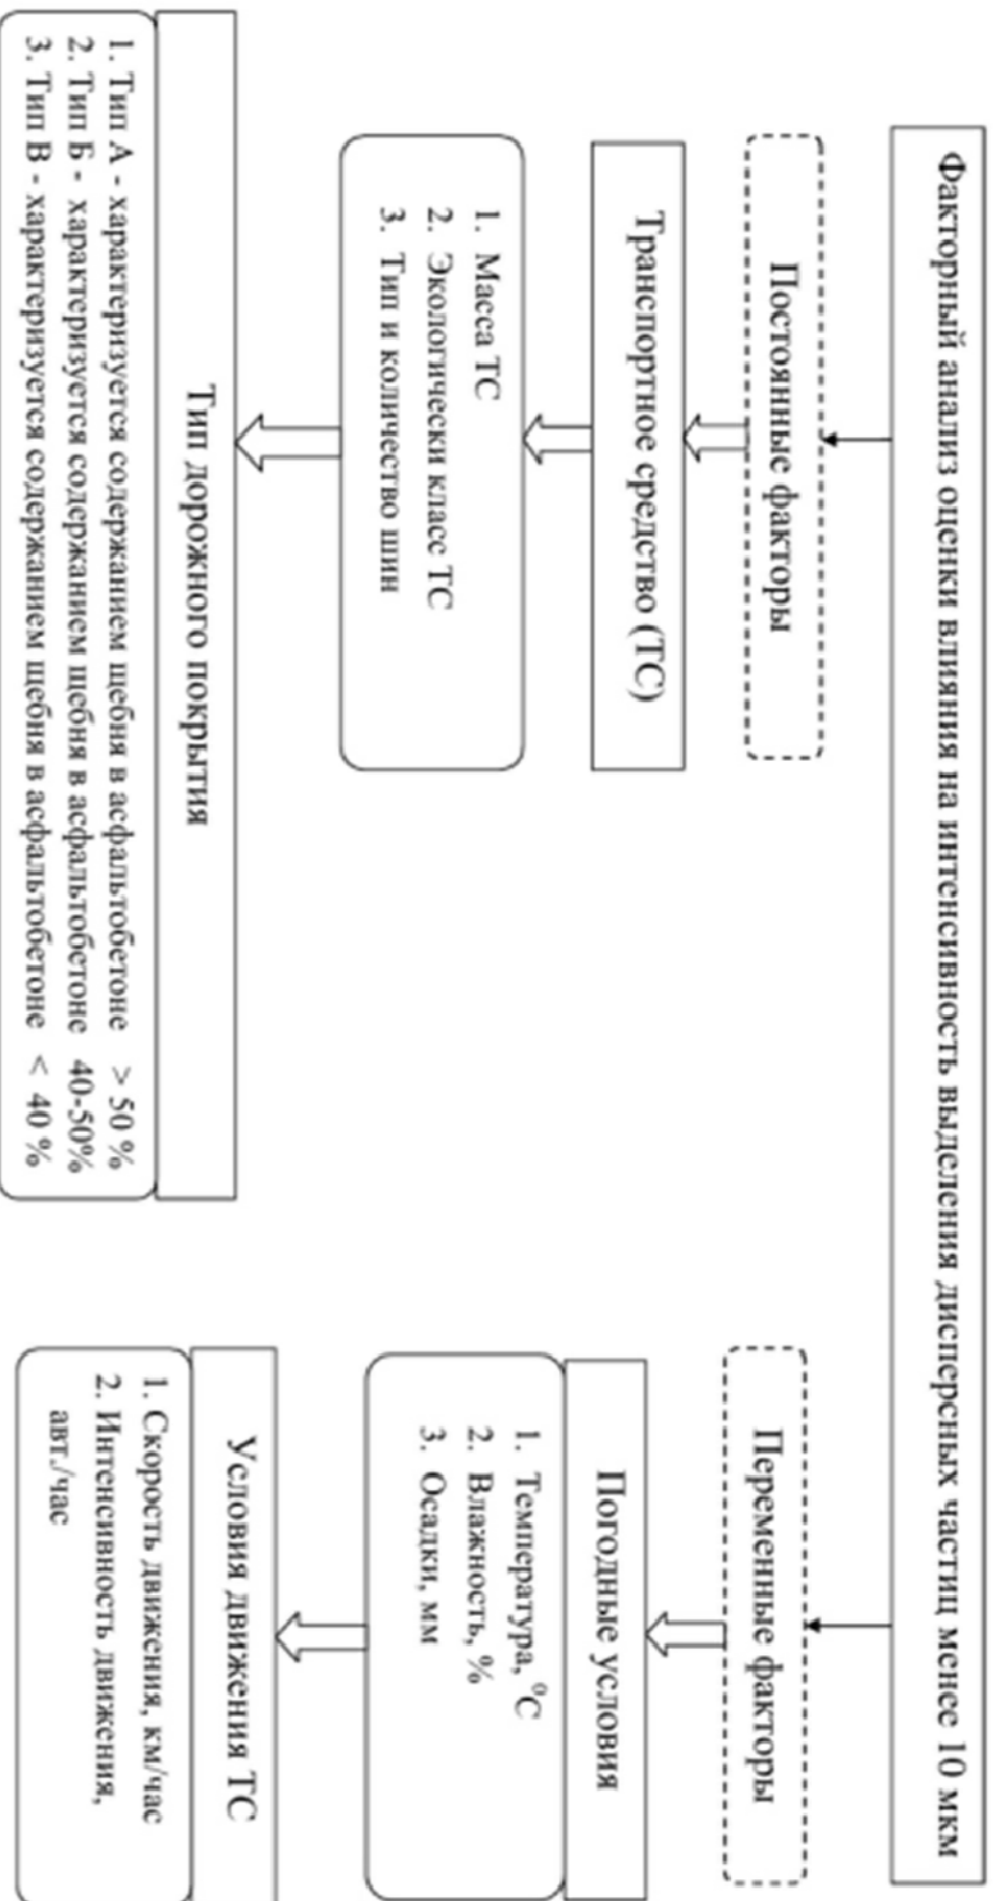 Факторный анализ оценки влияния на интенсивность выделения дисперсных частиц менее 10 мкм
Постоянные факторы
Транспортное средство (ТС)
1. Масса ТС
2. Экологически класс ТС
3. Тип и количество шин
Тип дорожного покрытия
1. Тип А - характеризуется содержанием щебня в асфальтобетоне > 50 %
2. Тип Б - характеризуется содержанием щебня в асфальтобетоне 40-50%
3. Тип В - характеризуется содержанием щебня в асфальтобетоне < 40 %
Переменные факторы
Погодные условия
1. Температура, ⁰С
2. Влажность, %
3. Осадки, мм
Условия движения ТС
1. Скорость движения, км/час
2. Интенсивность движения,
авт./час